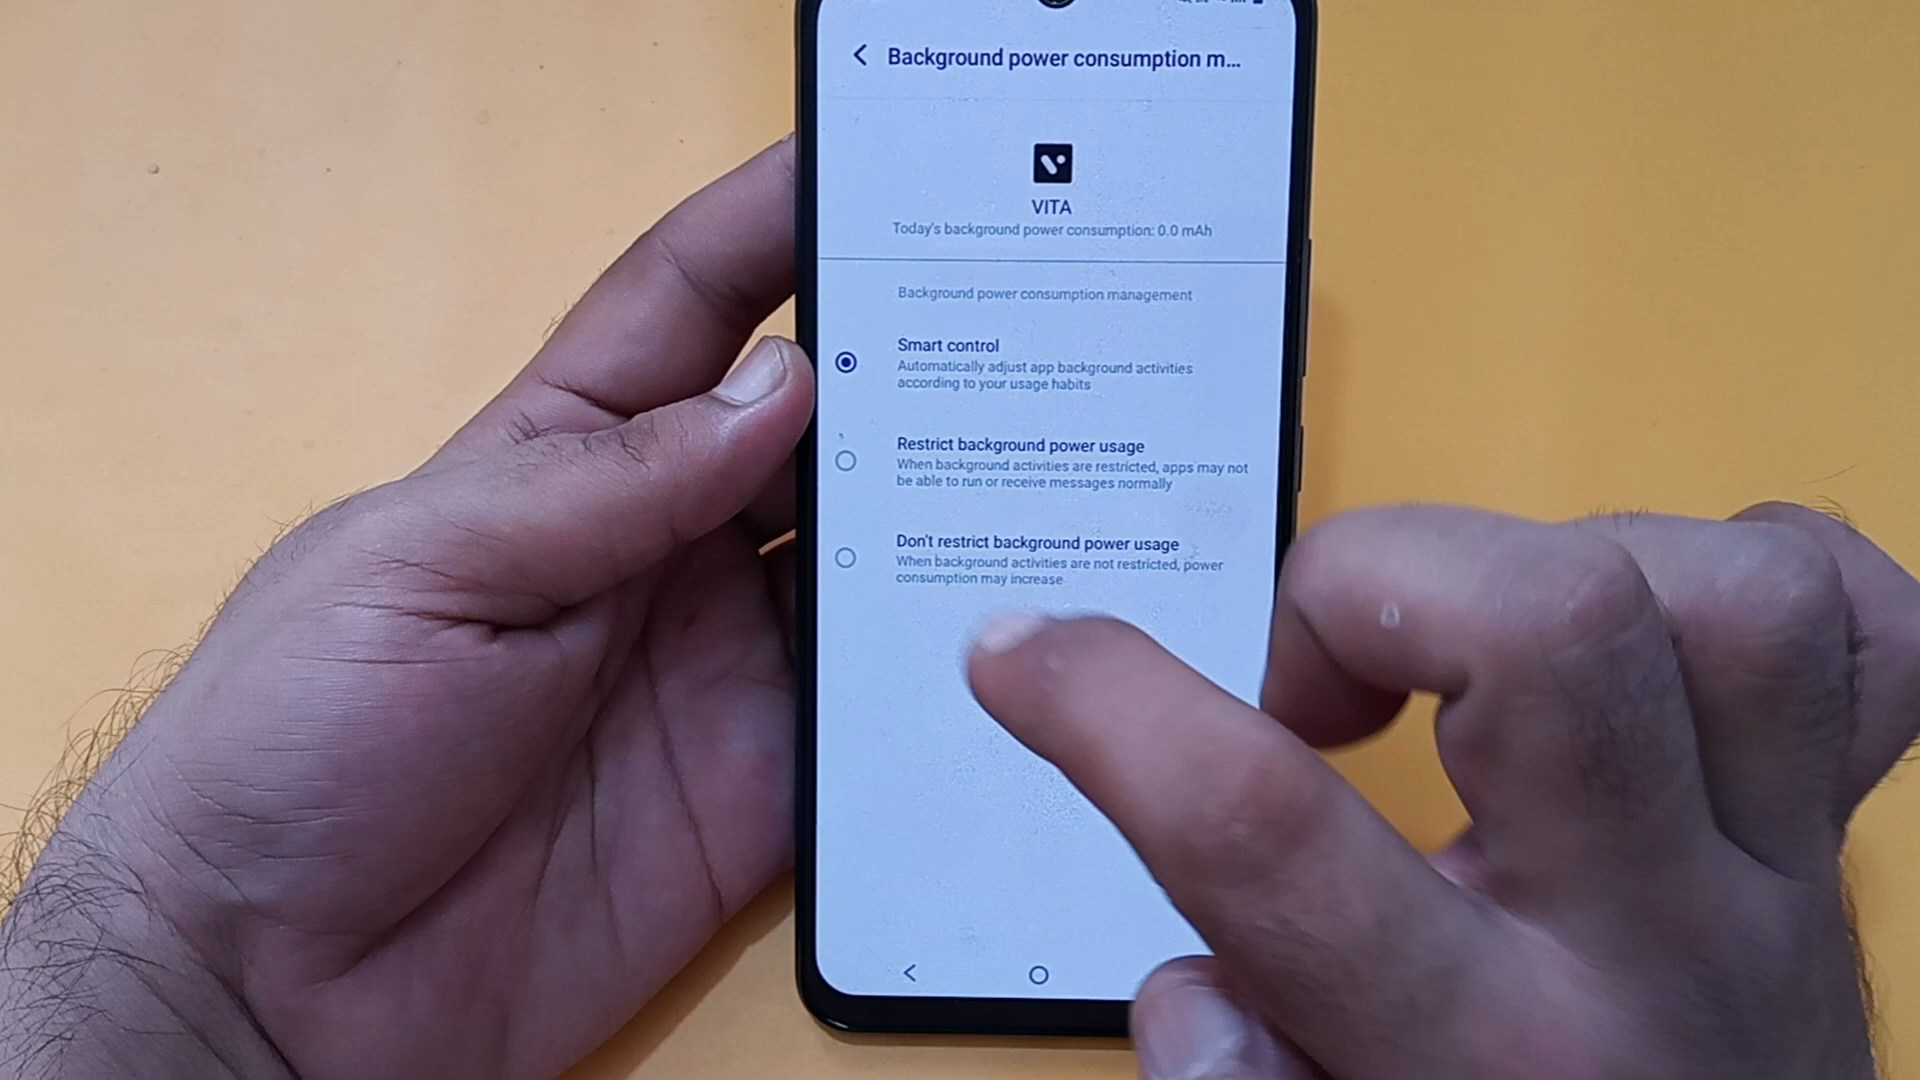 Background power consumption m...
VITA
Today's background power consumption: 0.0 mAh
Background power consumption management
Smart control
Automatically adjust app background activities
according to your usage habits
Restrict background power usage
When background activities are restricted, apps may not
be able to run or receive messages normally
Don't restrict background power usage
When background activities are not restricted, power
consumption may increase